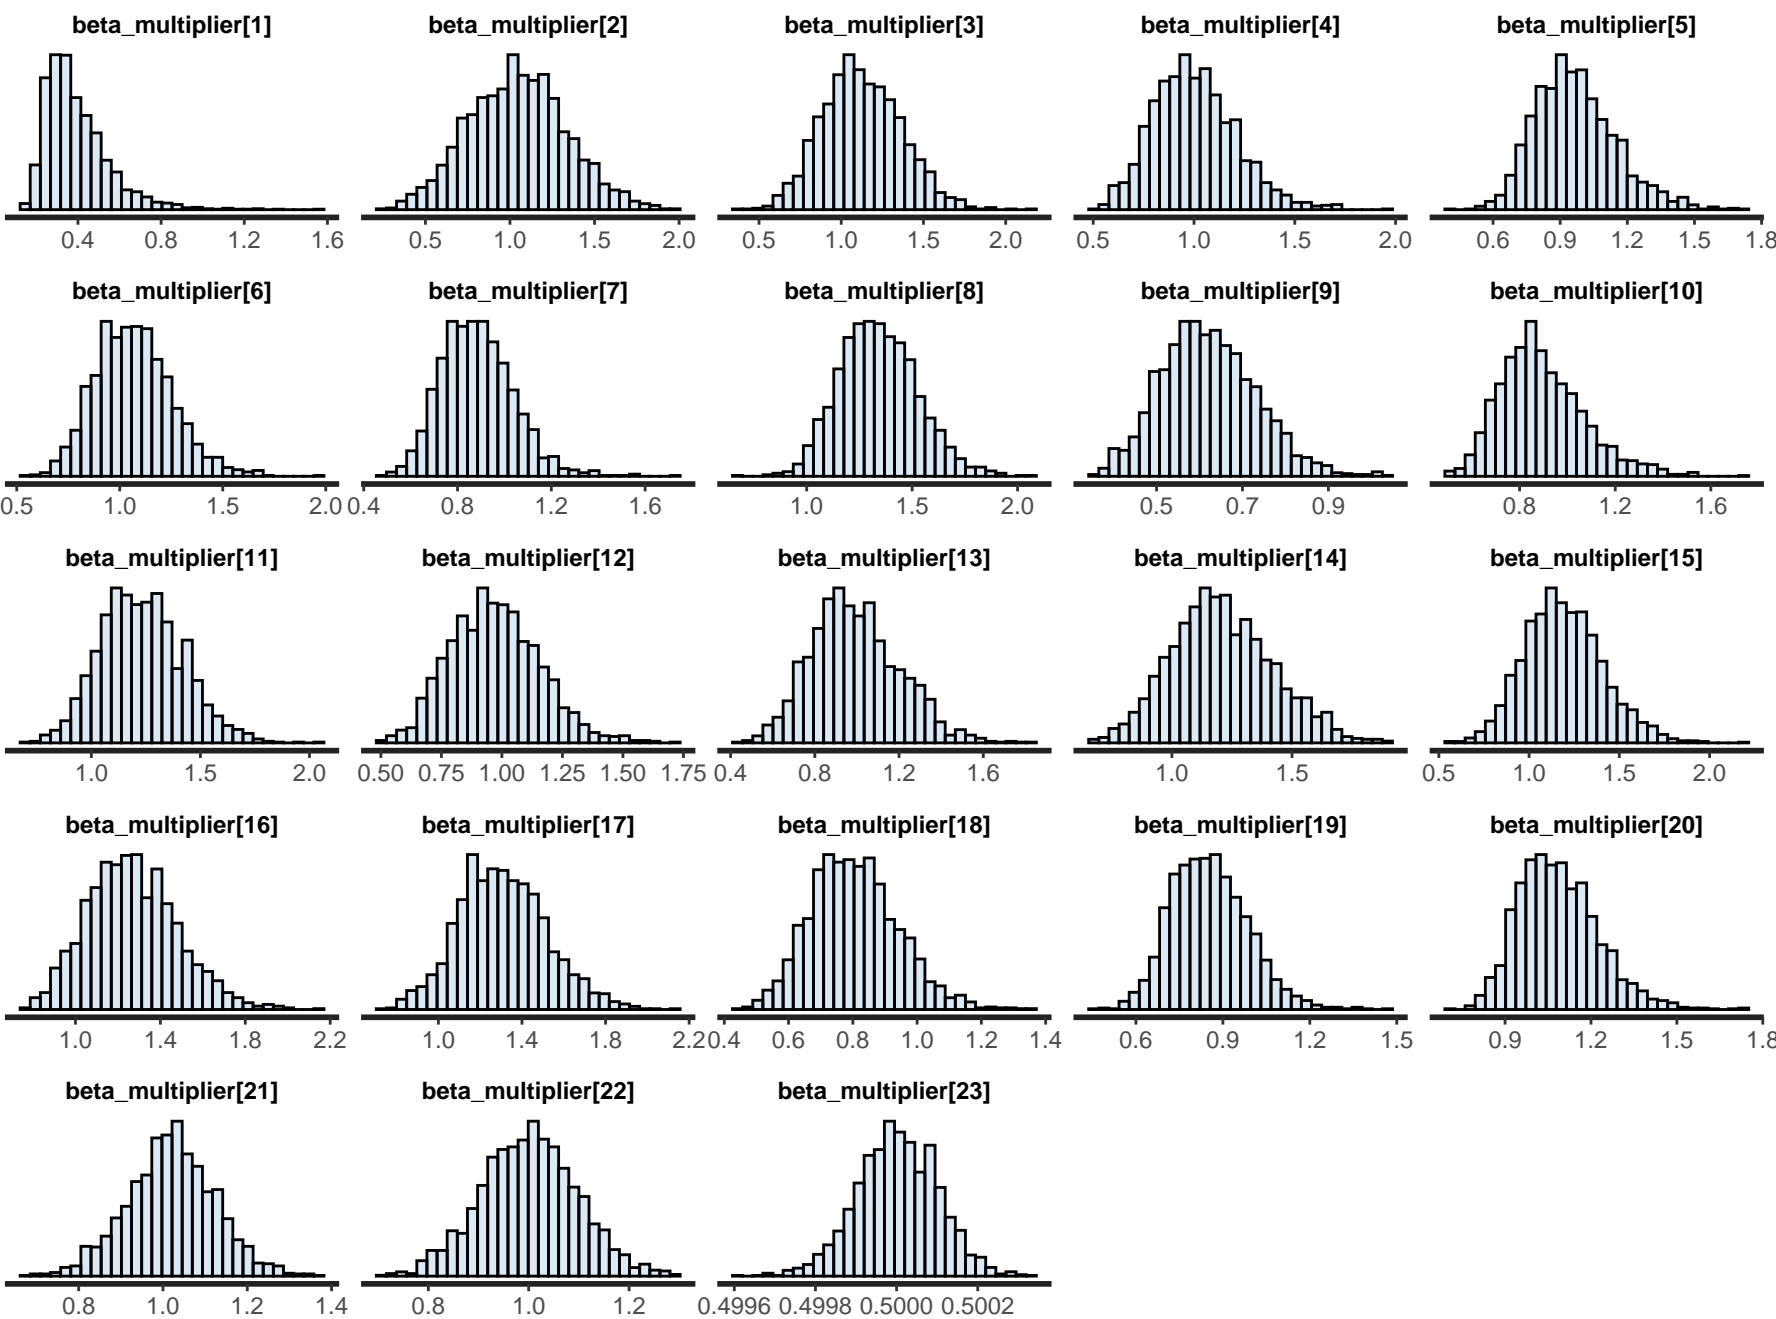 beta_multiplier[1] beta_multiplier[2] beta_multiplier[3] beta_multiplier[4] beta_multiplier[5]
0.4 0.8 1.2 1.6 0.5 1.0 1.5 2.0 0.5 1.0 1.5 2.0 0.5 1.0 1.5 2.0 0.6 0.9 1.2 1.5 1.8
beta_multiplier[6] beta_multiplier[7] beta_multiplier[8] beta_multiplier[9] beta_multiplier[10]
0.5 1.0 1.5 2.0 0.4 0.8 1.2 1.6 1.0 1.5 2.0 0.5 0.7 0.9 0.8 1.2 1.6
beta_multiplier[11] beta_multiplier[12] beta_multiplier[13] beta_multiplier[14] beta_multiplier[15]
1.0 1.5 2.0 0.50 0.75 1.00 1.25 1.50 1.75 0.4 0.8 1.2 1.6 1.0 1.5 0.5 1.0 1.5 2.0
beta_multiplier[16] beta_multiplier[17] beta_multiplier[18] beta_multiplier[19] beta_multiplier[20]
1.0 1.4 1.8 2.2 1.0 1.4 1.8 2.2 0.4 0.6 0.8 1.0 1.2 1.4 0.6 0.9 1.2 1.5 0.9 1.2 1.5 1.8
beta_multiplier[21] beta_multiplier[22] beta_multiplier[23]
0.8 1.0 1.2 1.4 0.8 1.0 1.2 0.4996 0.4998 0.5000 0.5002